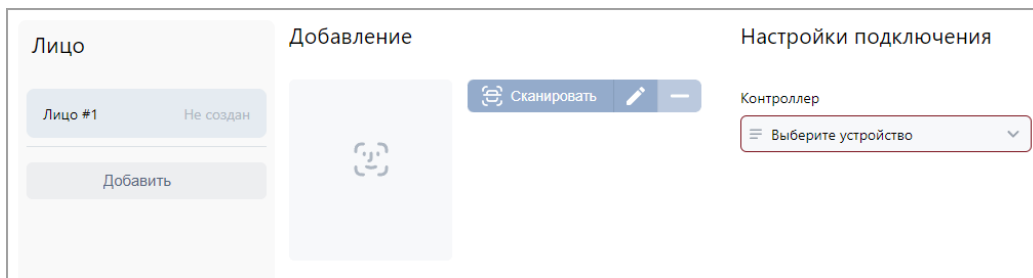 Лицо
Лицо #1 Не создан
Добавить
Добавление
Сканировать
Настройки подключения
Контроллер
Выберите устройство